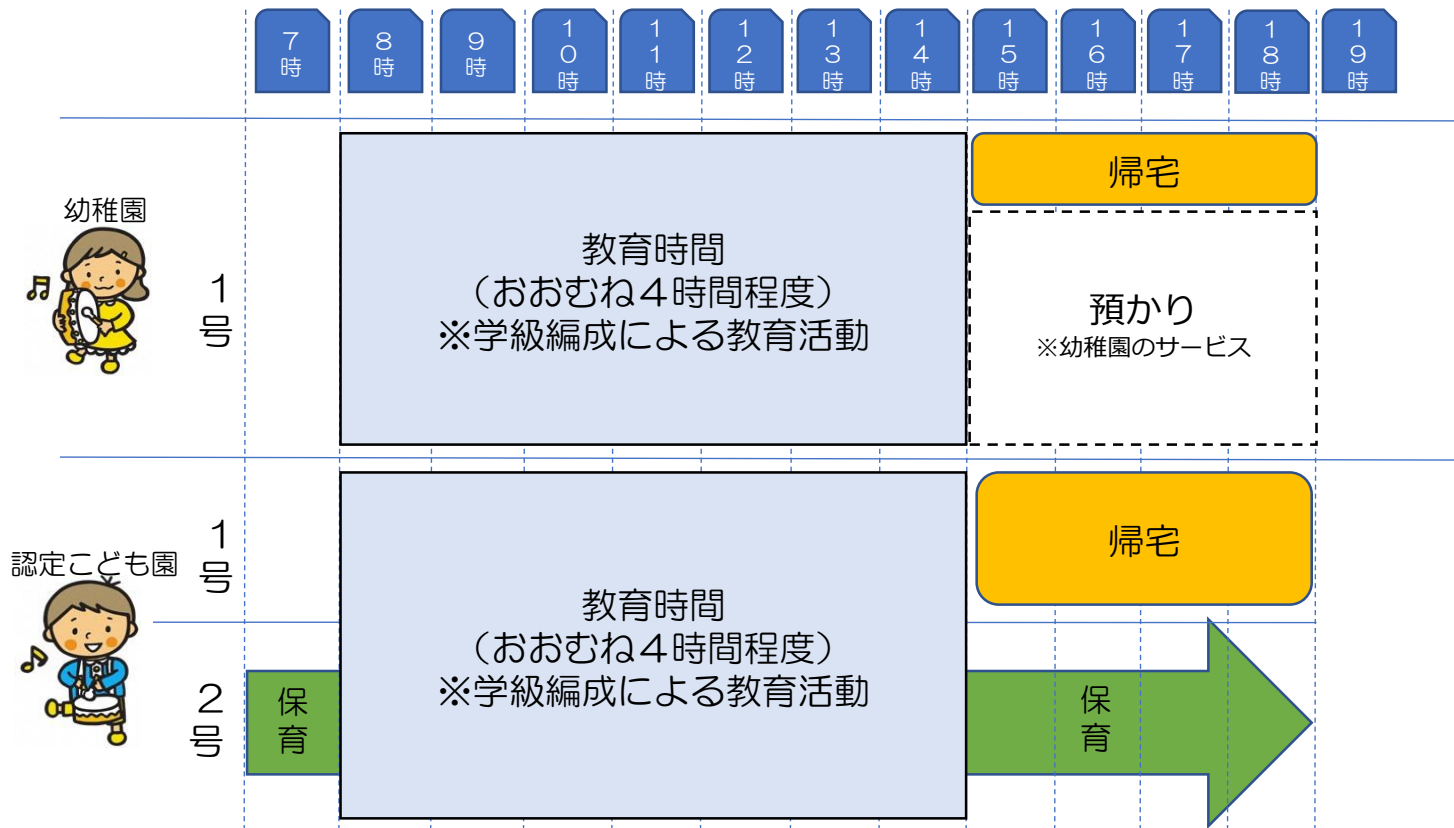 7時
8時
9時
10時
11時
12時
13時
14時
15時
16時
17時
18時
19時
幼稚園
1号
教育時間
（おおむね４時間程度）
※学級編成による教育活動
帰宅
預かり
※幼稚園のサービス
認定こども園
1号
2号
保育
教育時間
（おおむね４時間程度）
※学級編成による教育活動
帰宅
保育